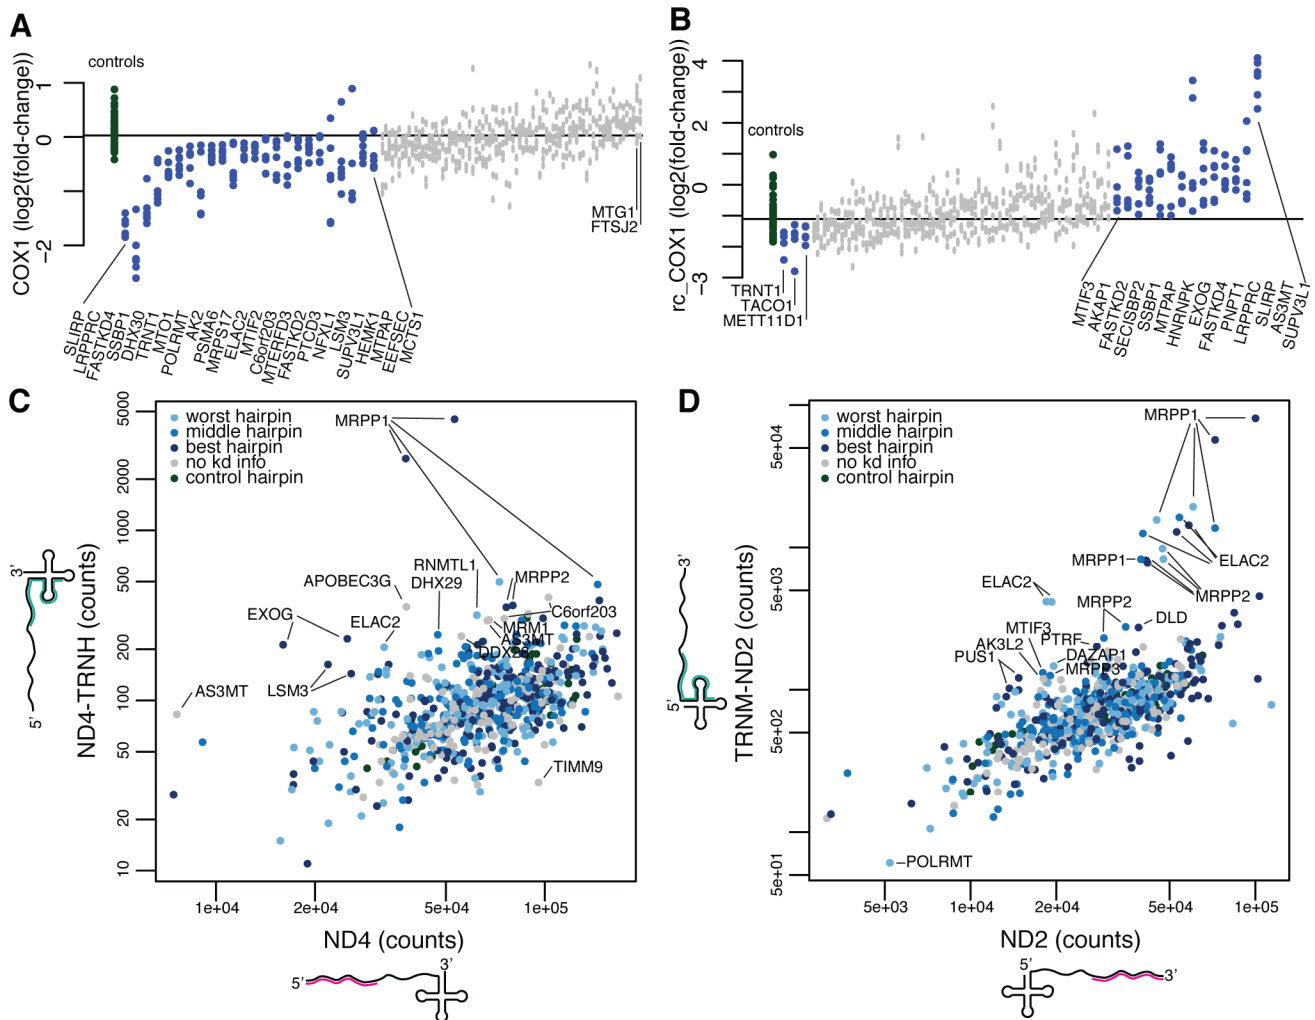 A
COX1 (log2(fold-change))
controls
1
0
−2
MTG1
FTSJ2
SLIRP
LRPPRC
FASTKD4
SSBP1
DHX30
TRNT1
MTO1
POLRMT
AK2
PSMA6
MRPS17
ELAC2
MTIF2
C6orf203
MTERFD3
FASTKD2
PTCD3
NFXL1
LSM3
SUPV3L1
HEMK1
MTPAP
EEFSEC
MCTS1
B
rc_COX1 (log2(fold-change))
controls
4
2
0
−3
TRNT1
TACO1
METT11D1
MTIF3
AKAP1
FASTKD2
SECISBP2
SSBP1
MTPAP
HNRNPK
EXOG
FASTKD4
PNPT1
LRPPRC
SLIRP
AS3MT
SUPV3L1
C
ND4-TRNH (counts)
3'
5'
5000
2000
1000
500
200
100
50
20
10
worst hairpin
middle hairpin
best hairpin
no kd info
control hairpin
MRPP1
RNMTL1
DHX29
APOBEC3G
MRPP2
EXOG
ELAC2
C6orf203
MRM1
AS3MT
DDX28
AS3MT
LSM3
TIMM9
1e+04
2e+04
5e+04
1e+05
ND4 (counts)
5'
3'
D
TRNM-ND2 (counts)
3'
5'
5e+04
5e+03
5e+02
5e+01
worst hairpin
middle hairpin
best hairpin
no kd info
control hairpin
MRPP1
MRPP1
ELAC2
ELAC2
MRPP2
MRPP2
DLD
MTIF3
PTRF
AK3L2
DAZAP1
PUS1
MRPP3
POLRMT
5e+03
1e+04
2e+04
5e+04
1e+05
ND2 (counts)
5'
3'